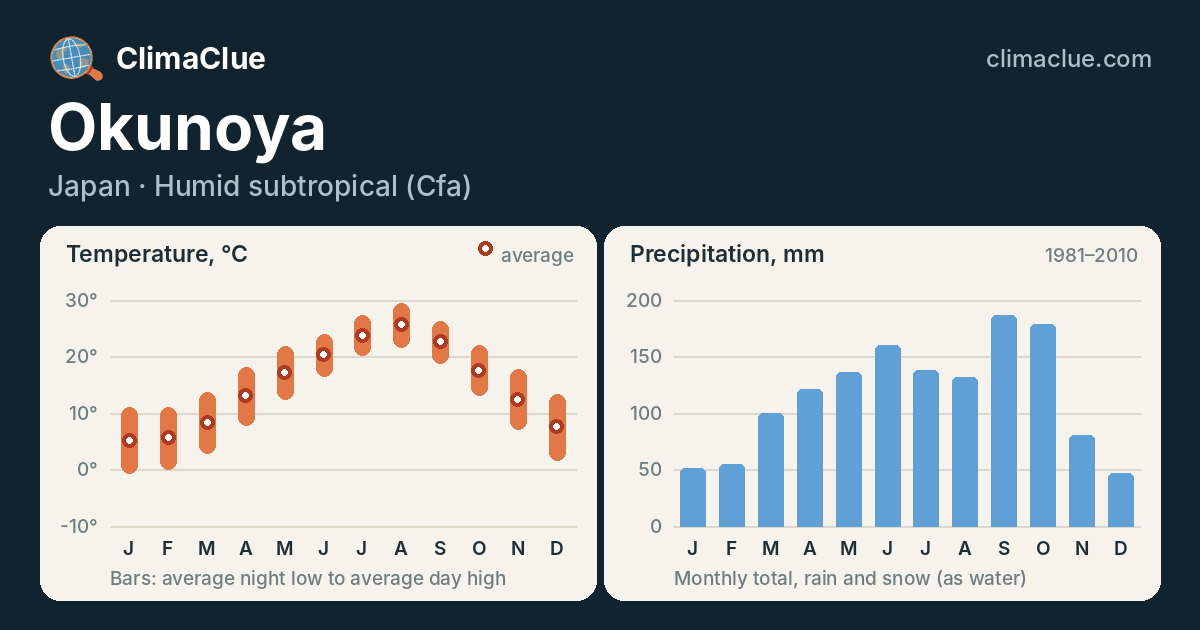 ClimaClue
climaclue.com
Okunoya
Japan · Humid subtropical (Cfa)
Temperature, °C
average
30°
20°
10°
0°
-10°
J F M A M J J A S O N D
Bars: average night low to average day high
Precipitation, mm
1981–2010
200
150
100
50
0
J F M A M J J A S O N D
Monthly total, rain and snow (as water)